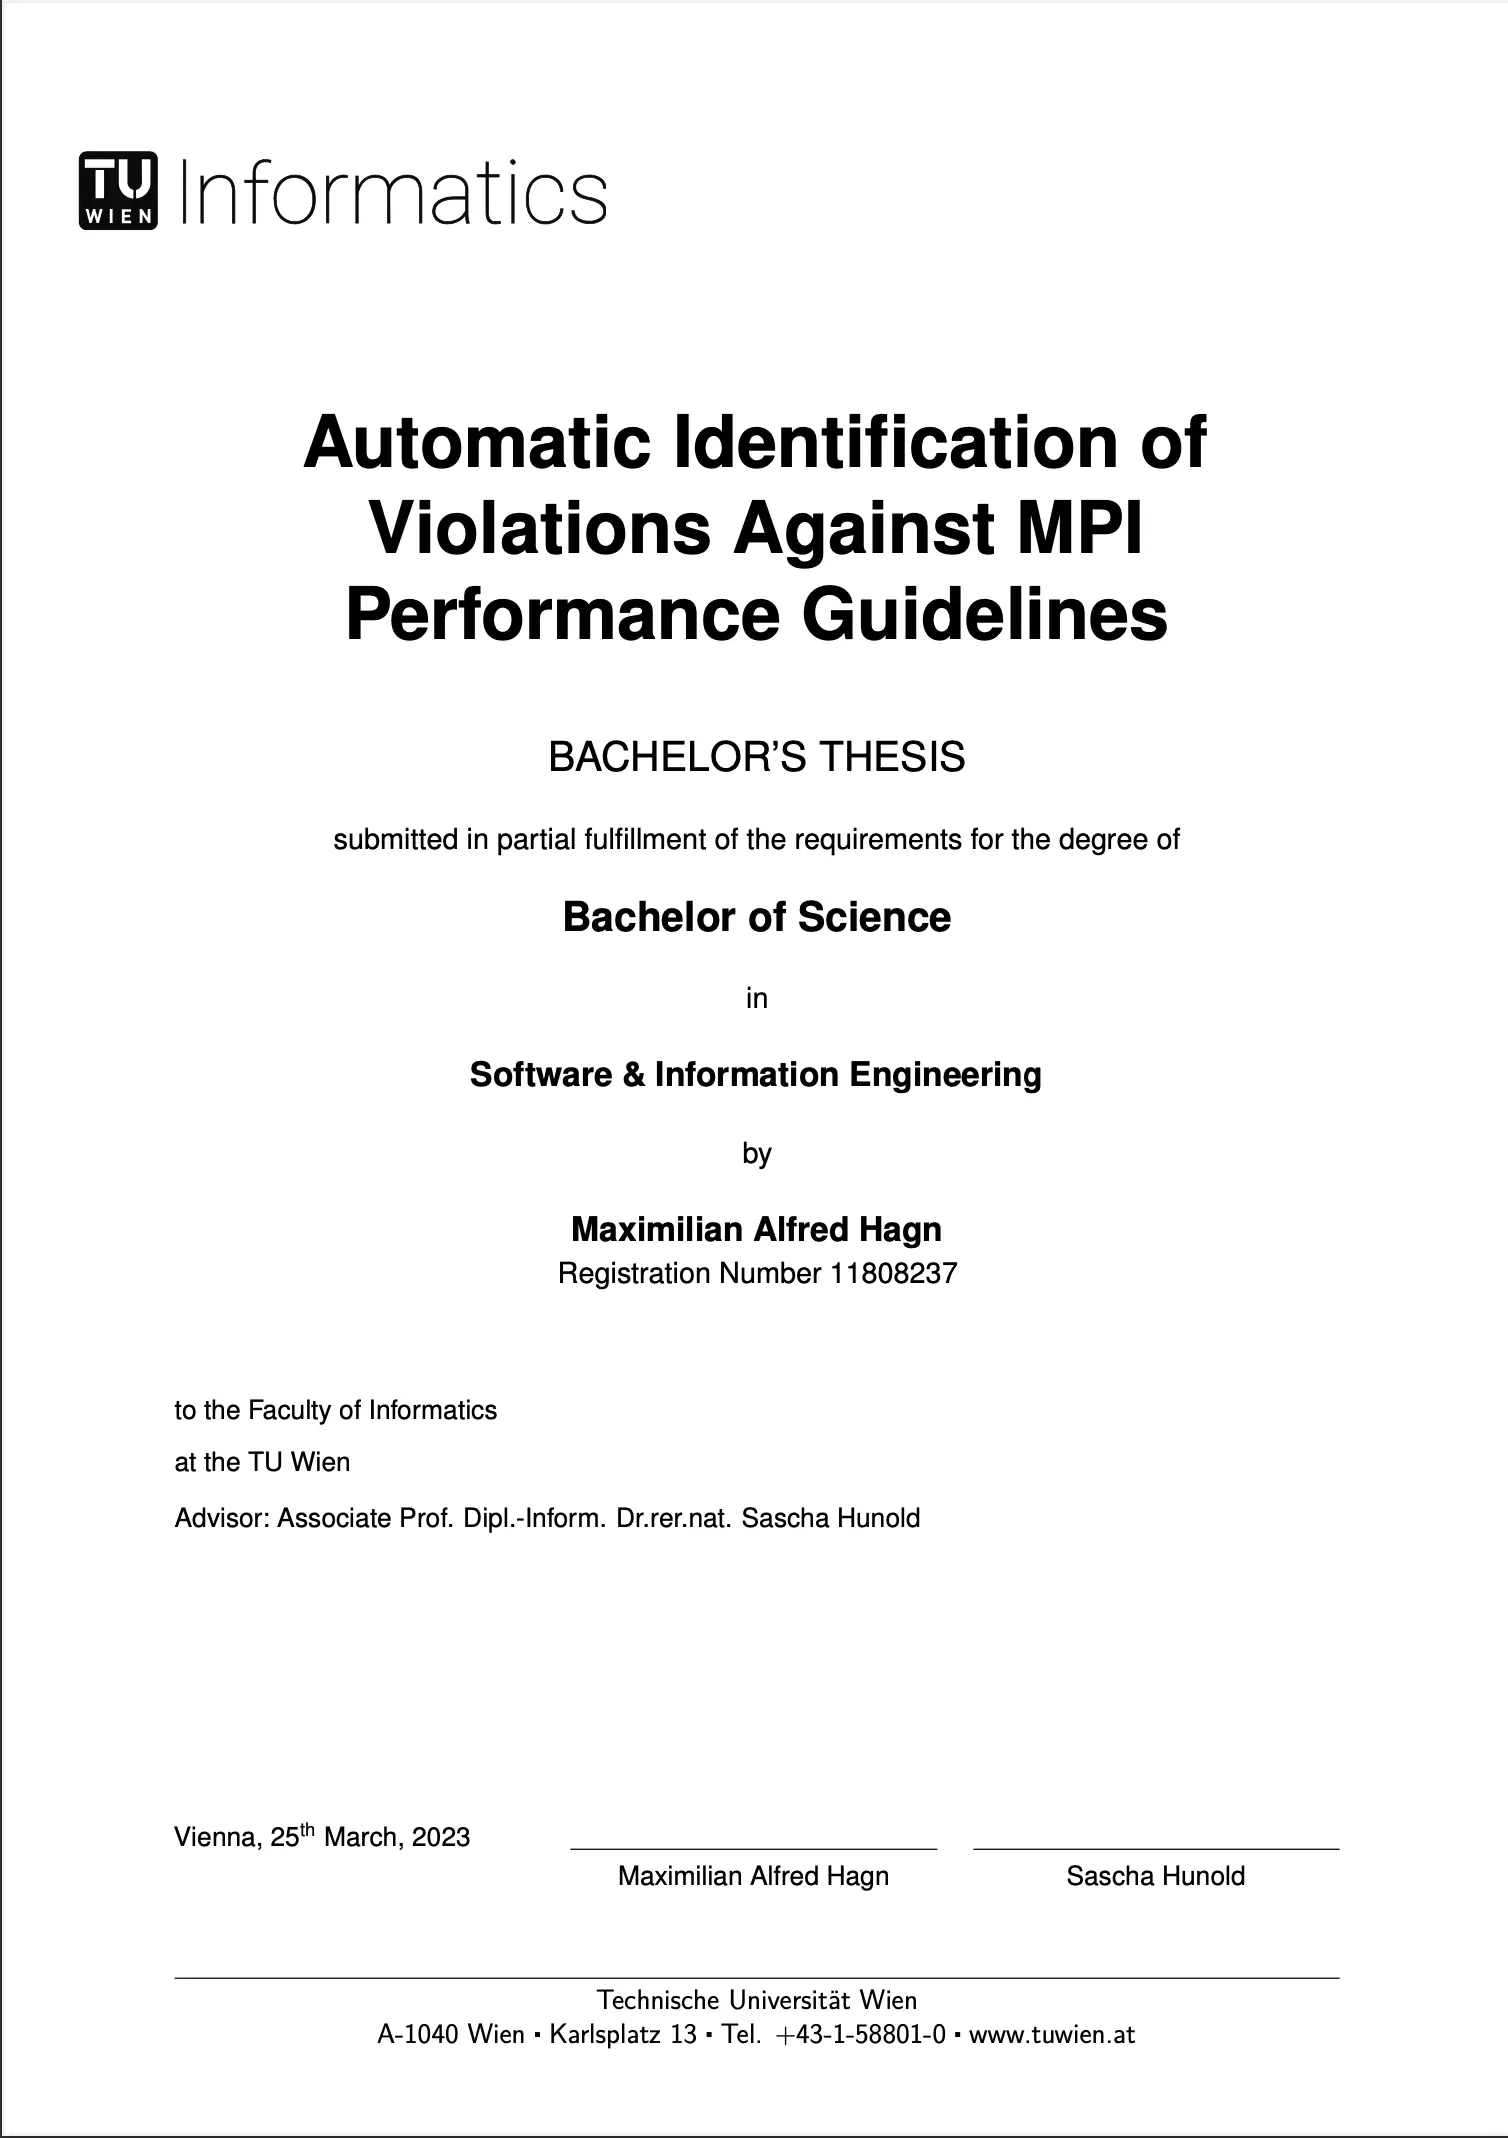 TU
WIEN
Informatics
Automatic Identification of
Violations Against MPI
Performance Guidelines
BACHELOR'S THESIS
submitted in partial fulfillment of the requirements for the degree of
Bachelor of Science
in
Software & Information Engineering
by
Maximilian Alfred Hagn
Registration Number 11808237
to the Faculty of Informatics
at the TU Wien
Advisor: Associate Prof. Dipl.-Inform. Dr.rer.nat. Sascha Hunold
Vienna, 25th March, 2023
Maximilian Alfred Hagn Sascha Hunold
Technische Universität Wien
A-1040 Wien ▪ Karlsplatz 13 ▪ Tel. +43-1-58801-0 ▪ www.tuwien.at